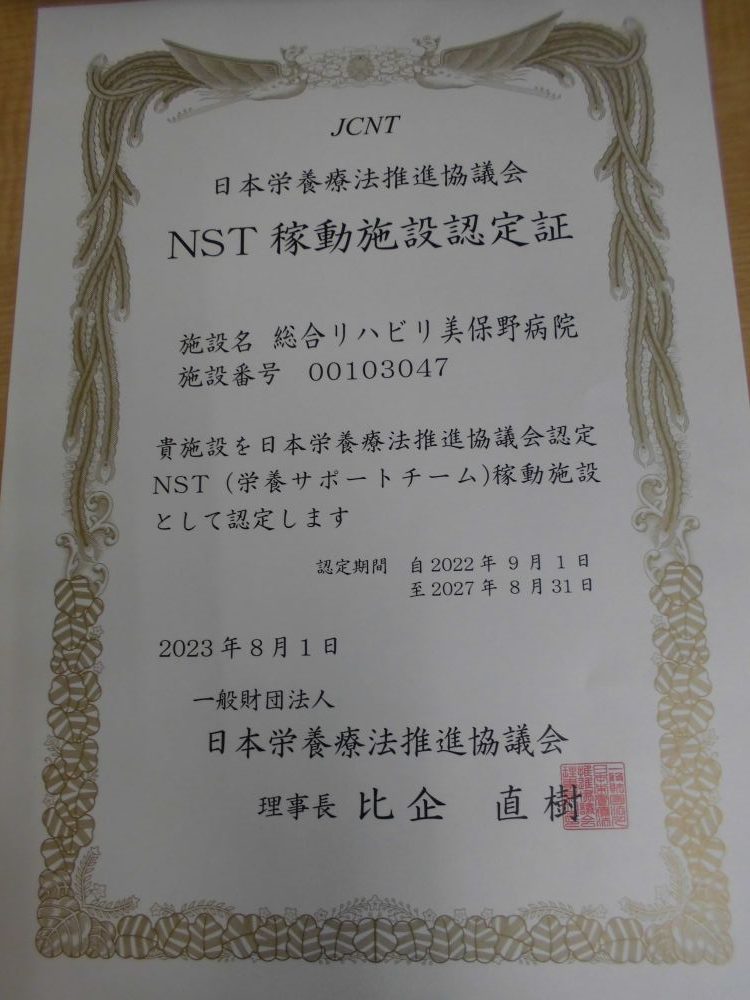 JCNT
日本栄養療法推進協議会
NST 稼動施設認定証
施設名 総合リハビリ美保野病院
施設番号 00103047
貴施設を日本栄養療法推進協議会認定
NST (栄養サポートチーム)稼動施設
として認定します
認定期間 自 2022 年 9 月 1 日
至 2027 年 8 月 31 日
2023 年 8 月 1 日
一般財団法人
日本栄養療法推進協議会
理事長 比企 直樹